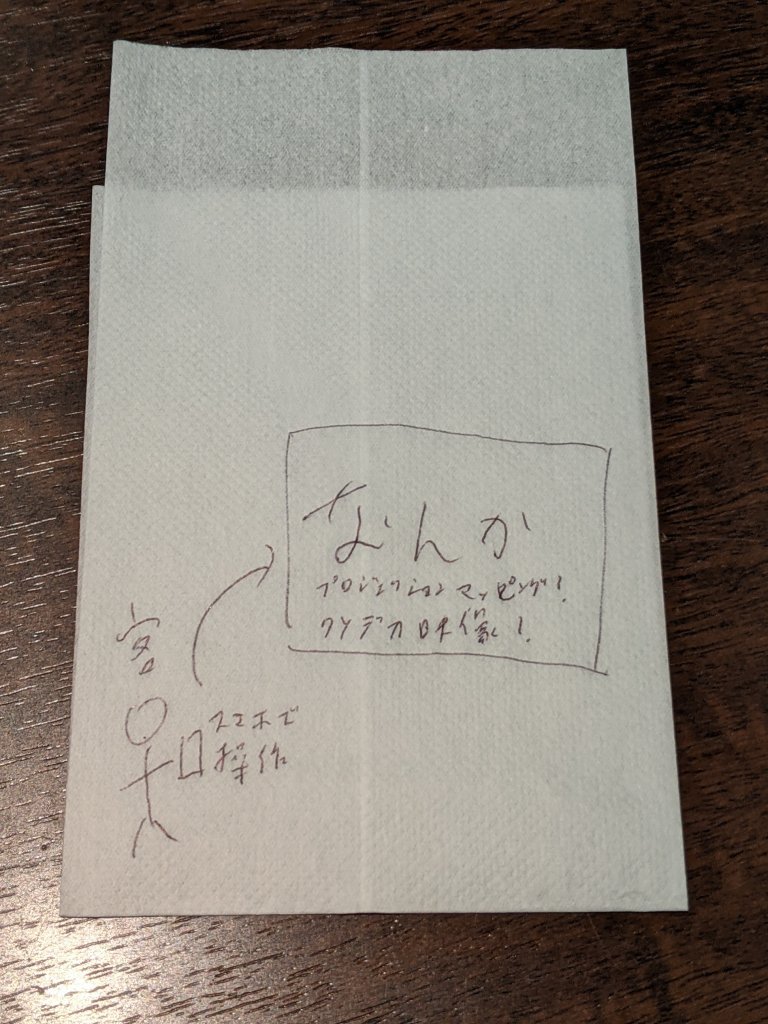 なんか
プロジェクションマッピング!
クソデカ映像!
客
スマホで
操作